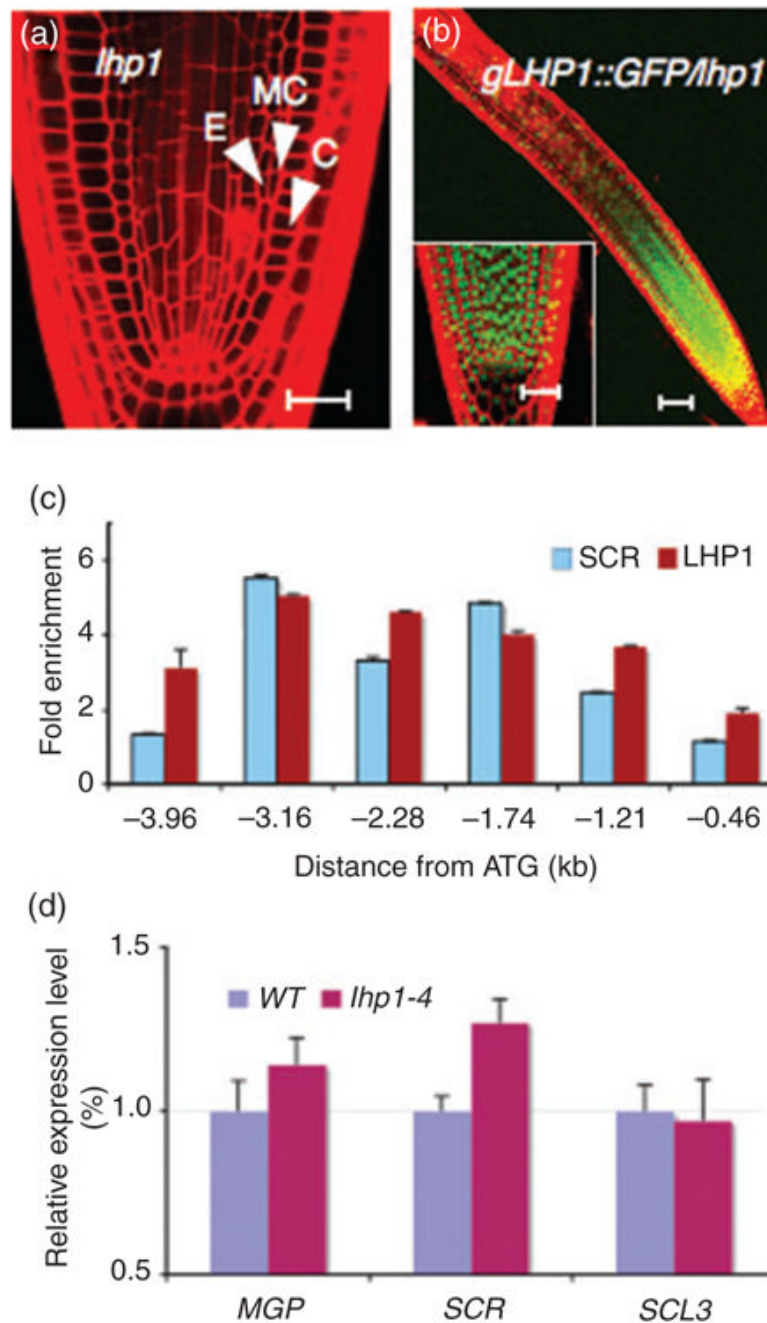 (a)
lhp1
MC
E
C
(b)
gLHP1::GFP/lhp1
(c)
Fold enrichment
6
4
2
0
SCR LHP1
–3.96 –3.16 –2.28 –1.74 –1.21 –0.46
Distance from ATG (kb)
(d)
Relative expression level
(%)
1.5
1.0
0.5
WT lhp1-4
MGP SCR SCL3